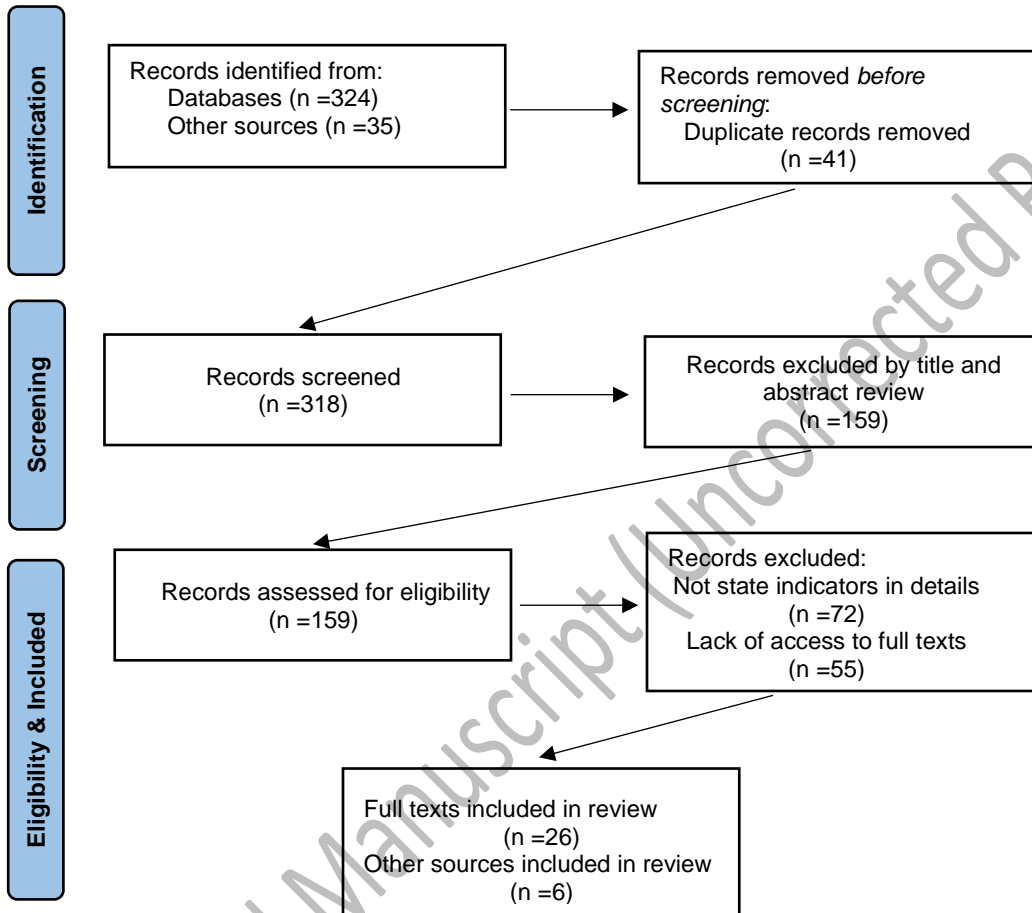 Identification
Records identified from:
Databases (n =324)
Other sources (n =35)
Records removed before
screening:
Duplicate records removed
(n =41)
Screening
Records screened
(n =318)
Records excluded by title and
abstract review
(n =159)
Eligibility & Included
Records assessed for eligibility
(n =159)
Records excluded:
Not state indicators in details
(n =72)
Lack of access to full texts
(n =55)
Full texts included in review
(n =26)
Other sources included in review
(n =6)
Manuscript (Uncorrected